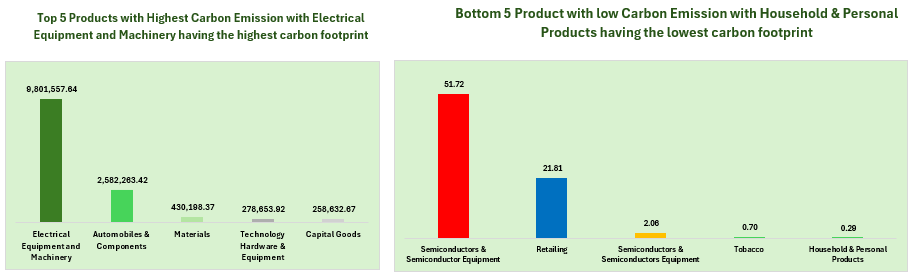 Top 5 Products with Highest Carbon Emission with Electrical
Equipment and Machinery having the highest carbon footprint
9,801,557.64
2,582,263.42
430,198.37
278,653.92
258,632.67
Electrical
Equipment and
Machinery
Automobiles &
Components
Materials
Technology
Hardware &
Equipment
Capital Goods
Bottom 5 Product with low Carbon Emission with Household & Personal
Products having the lowest carbon footprint
51.72
21.81
2.06
0.70
0.29
Semiconductors &
Semiconductor Equipment
Retailing
Semiconductors &
Semiconductors Equipment
Tobacco
Household & Personal
Products